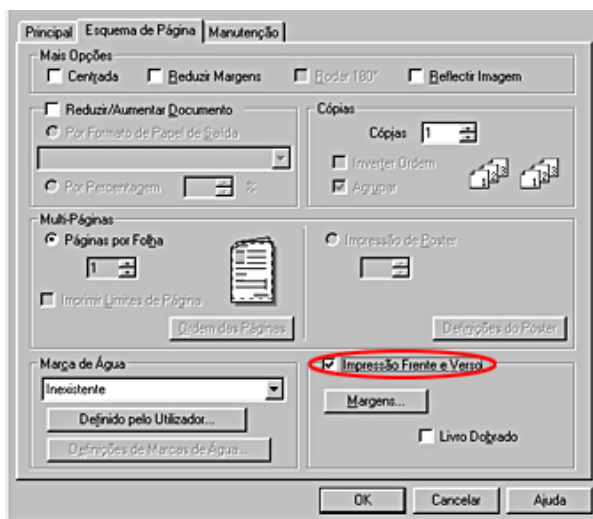 Principal Esquema de Página Manutenção
Mais Opções
Centrada Reduzir Margens Rodar 180° Reflectir Imagem
Reduzir/Aumentar Documento
Por Formato de Papel de Saída
Por Percentagem %
Cópias
Cópias 1
Inverter Ordem
Agrupar
Multi-Páginas
Páginas por Folha
1
Imprimir Limites de Página
Ordem das Páginas
Impressão de Poster
Definições do Poster
Marca de Água
Inexistente
Definido pelo Utilizador...
Definições de Marcas de Água...
Impressão Frente e Verso
Margens...
Livro Dobrado
OK Cancelar Ajuda